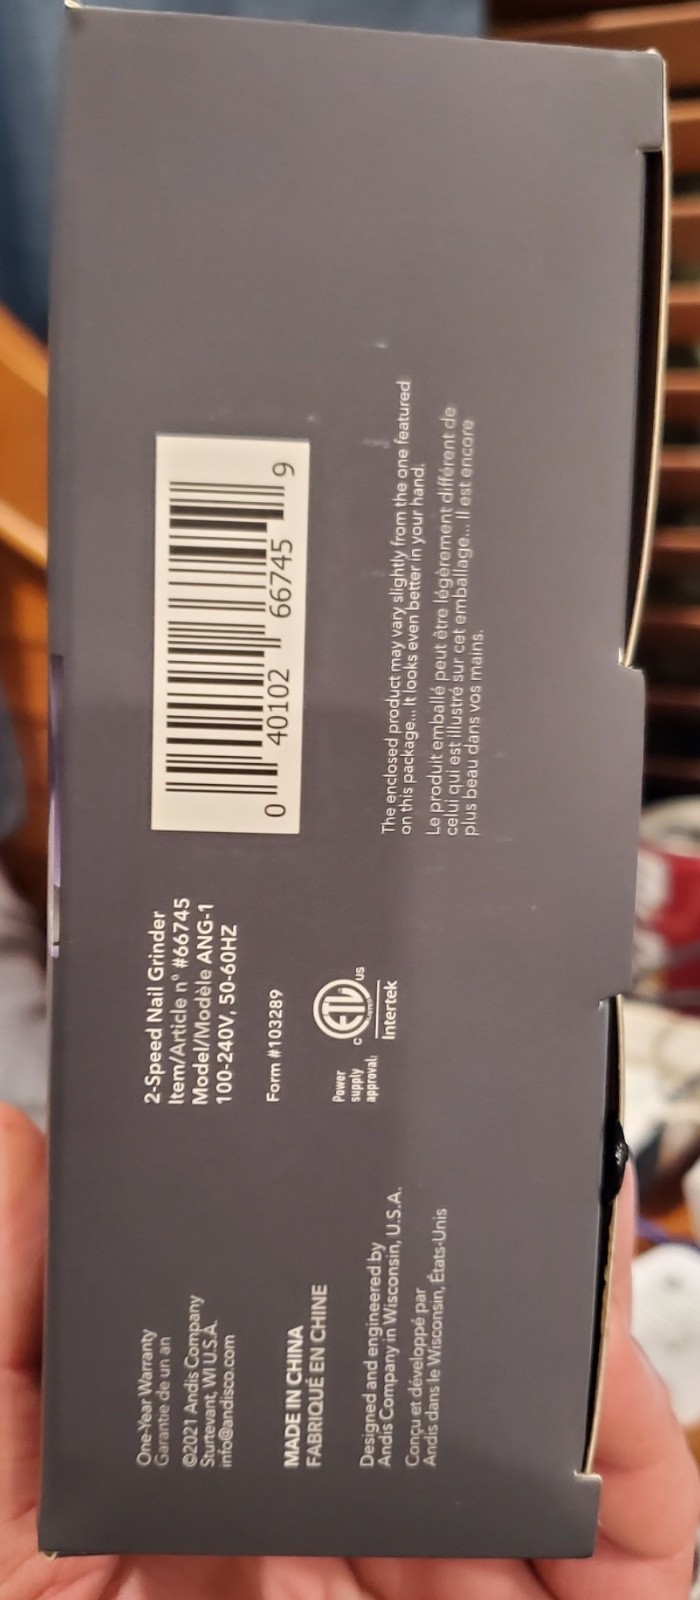 One-Year Warranty
Garantie de un an
©2021 Andis Company
Sturtevant, WI U.S.A.
info@andisco.com
MADE IN CHINA
FABRIQUÉ EN CHINE
Designed and engineered by
Andis Company in Wisconsin, U.S.A.
Conçu et développé par
Andis dans le Wisconsin, États-Unis
2-Speed Nail Grinder
Item/Article n° #66745
Model/Modèle ANG-1
100-240V, 50-60HZ
Form #103289
Power
supply
approval:
c ETL us
LISTED
Intertek
0 40102 66745 9
The enclosed product may vary slightly from the one featured
on this package... It looks even better in your hand.
Le produit emballé peut être légèrement différent de
celui qui est illustré sur cet emballage... Il est encore
plus beau dans vos mains.